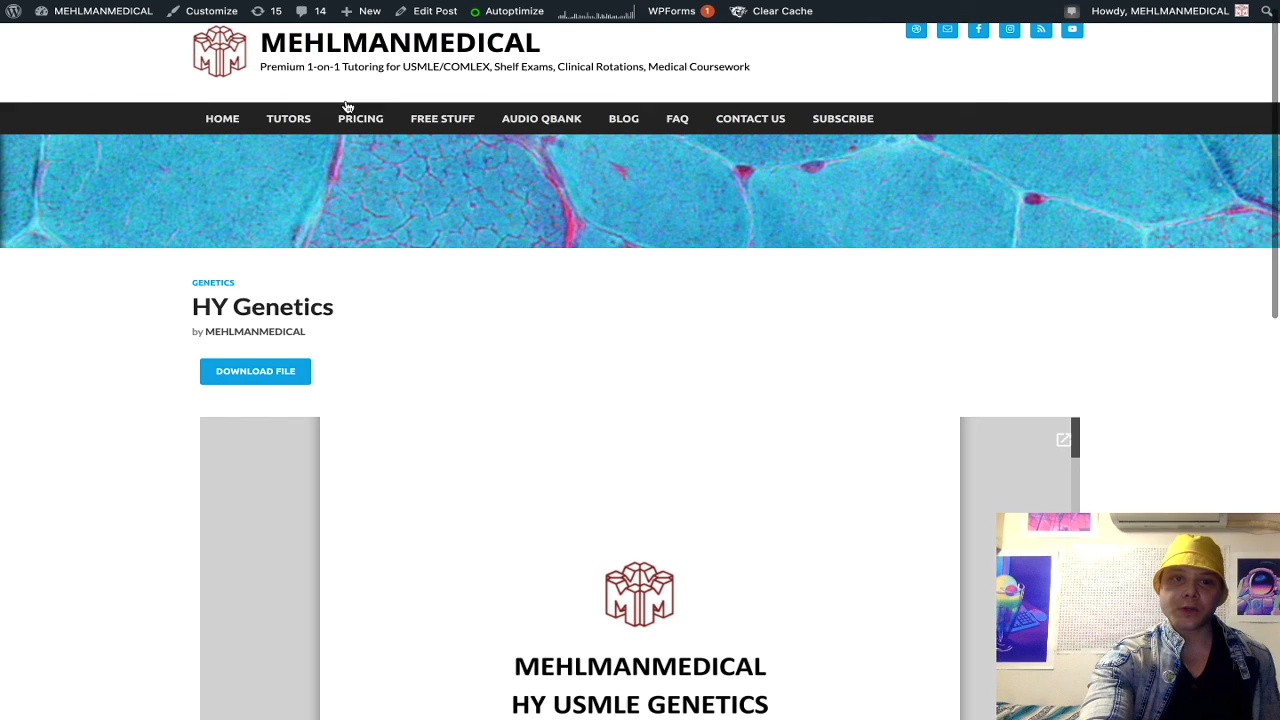 MEHLMANMEDICAL Customize 15 14 New Edit Post Autoptimize WPForms 1 Clear Cache Howdy, MEHLMANMEDICAL
MEHLMANMEDICAL
Premium 1-on-1 Tutoring for USMLE/COMLEX, Shelf Exams, Clinical Rotations, Medical Coursework
HOME TUTORS PRICING FREE STUFF AUDIO QBANK BLOG FAQ CONTACT US SUBSCRIBE
GENETICS
HY Genetics
by MEHLMANMEDICAL
DOWNLOAD FILE
MEHLMANMEDICAL
HY USMLE GENETICS